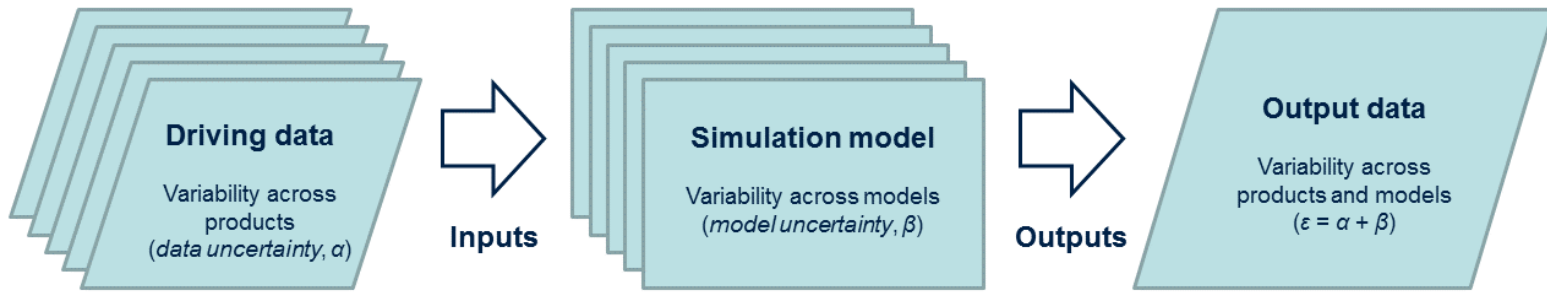 Driving data
Variability across
products
(data uncertainty, α)
Inputs
Simulation model
Variability across models
(model uncertainty, β)
Outputs
Output data
Variability across
products and models
(ε = α + β)